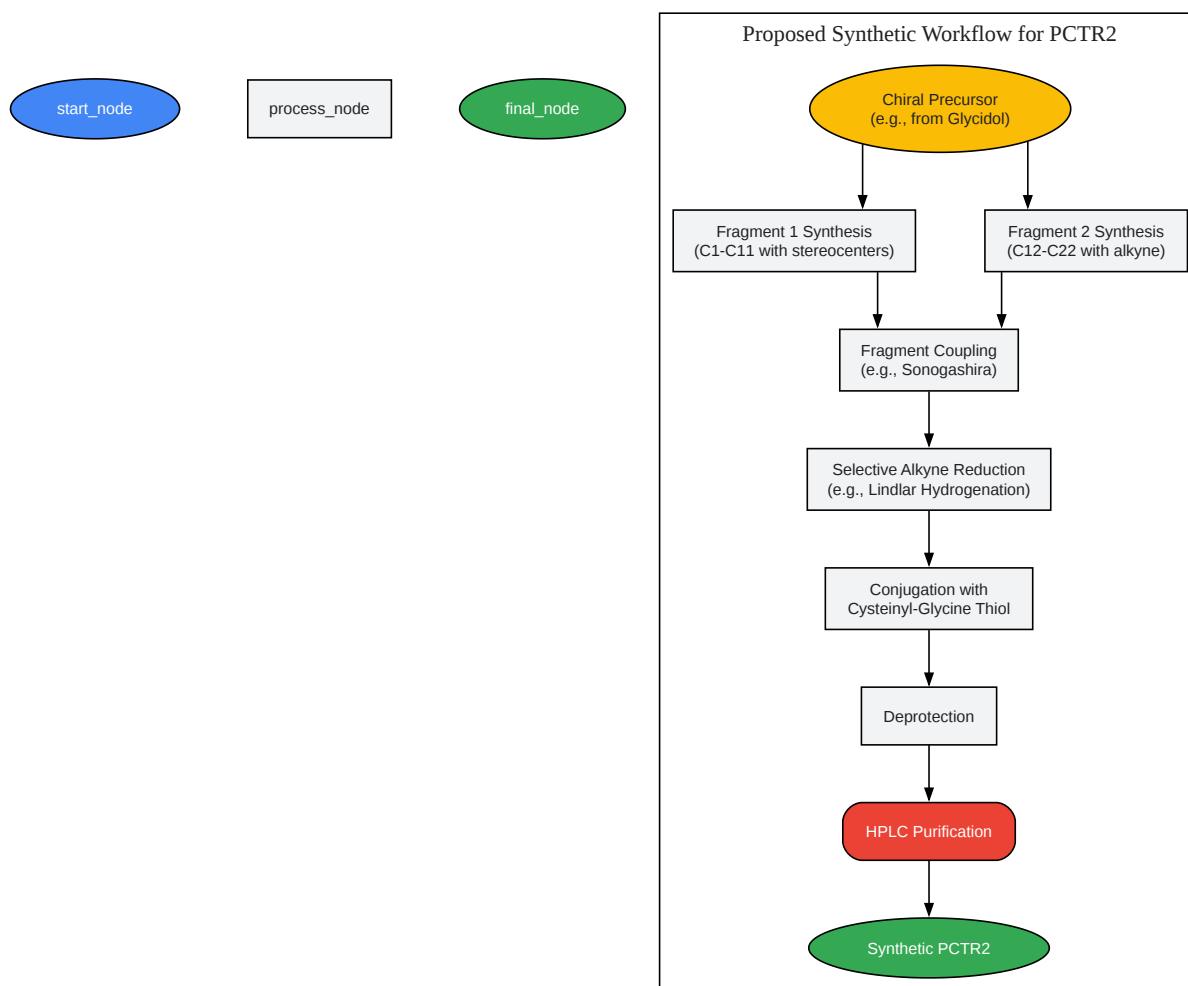 Proposed Synthetic Workflow for PCTR2
start_node
process_node
final_node
Chiral Precursor
(e.g., from Glycidol)
Fragment 1 Synthesis
(C1-C11 with stereocenters)
Fragment 2 Synthesis
(C12-C22 with alkyne)
Fragment Coupling
(e.g., Sonogashira)
Selective Alkyne Reduction
(e.g., Lindlar Hydrogenation)
Conjugation with
Cysteinyl-Glycine Thiol
Deprotection
HPLC Purification
Synthetic PCTR2